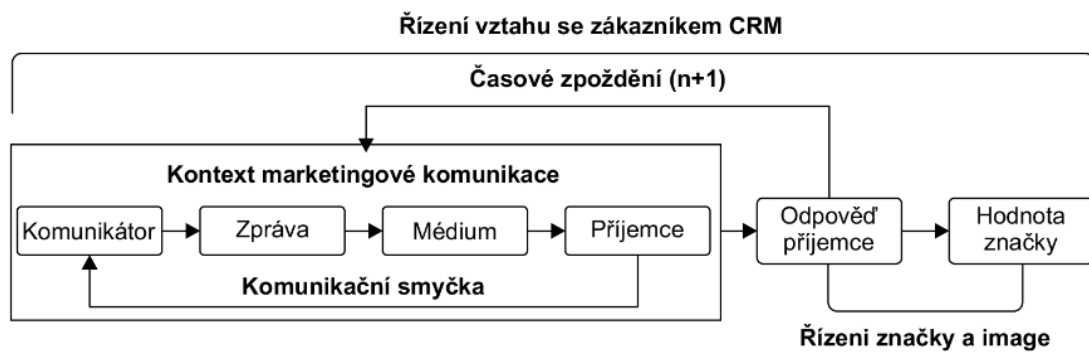 Řízení vztahu se zákazníkem CRM
Časové zpoždění (n+1)
Kontext marketingové komunikace
Komunikátor
Zpráva
Médium
Příjemce
Odpověď
příjemce
Hodnota
značky
Komunikační smyčka
Řízeni značky a image